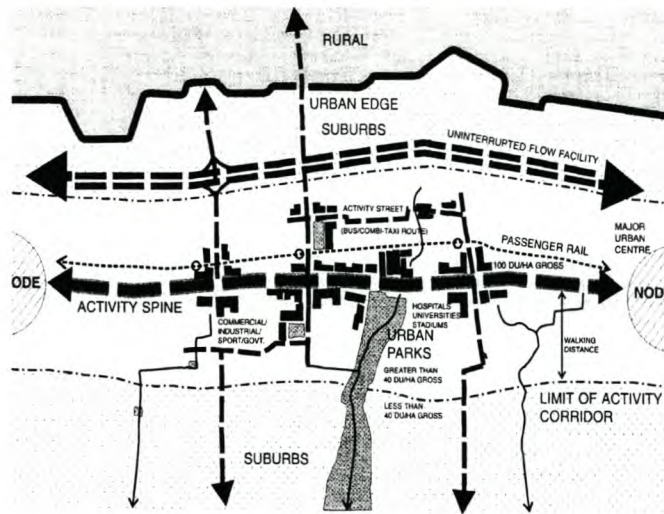 RURAL
URBAN EDGE
SUBURBS
UNINTERRUPTED FLOW FACILITY
ACTIVITY STREET
(BUS/COMBI-TAXI ROUTE)
MAJOR
URBAN
CENTRE
PASSENGER RAIL
100 DU/HA GROSS
ODE
NOD
ACTIVITY SPINE
COMMERCIAL/
INDUSTRIAL/
SPORT/GOVT.
HOSPITALS
UNIVERSITIES
STADIUMS
URBAN
PARKS
WALKING
DISTANCE
GREATER THAN
40 DU/HA GROSS
LESS THAN
40 DU/HA GROSS
LIMIT OF ACTIVITY
CORRIDOR
SUBURBS